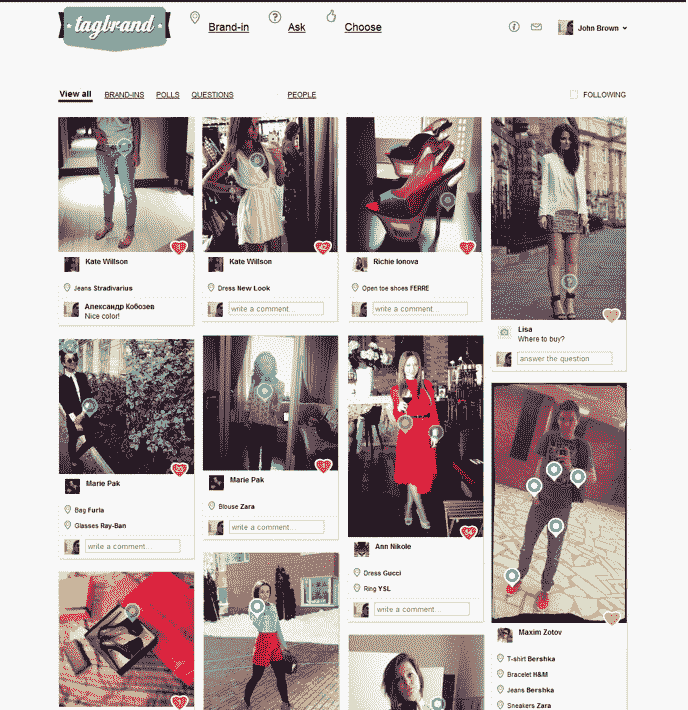 tagbrand
Brand-in
Ask
Choose
John Brown
View all
BRAND-INS
POLLS
QUESTIONS
PEOPLE
FOLLOWING
Kate Willson
Jeans Stradivarius
Александр Кобозев
Nice color!
Kate Willson
Dress New Look
write a comment...
Richie Ionova
Open toe shoes FERRE
write a comment...
Lisa
Where to buy?
answer the question
Marie Pak
Bag Furla
Glasses Ray-Ban
write a comment...
Marie Pak
Blouse Zara
write a comment...
Ann Nikole
Dress Gucci
Ring YSL
write a comment...
Maxim Zotov
T-shirt Bershka
Bracelet H&M
Jeans Bershka
Sneakers Zara